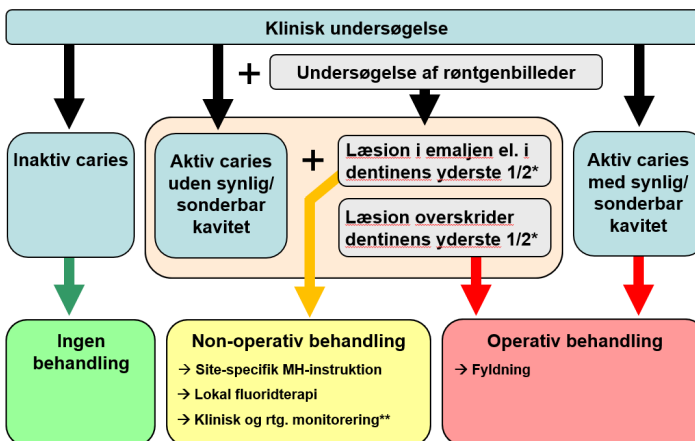 Klinisk undersøgelse
+
Undersøgelse af røntgenbilleder
Inaktiv caries
Aktiv caries
uden synlig/
sonderbar
kavitet
+
Læsion i emaljen el. i
dentinens yderste 1/2*
Læsion overskrider
dentinens yderste 1/2*
Aktiv caries
med synlig/
sonderbar
kavitet
Ingen
behandling
Non-operativ behandling
→ Site-specifik MH-instruktion
→ Lokal fluoridterapi
→ Klinisk og rtg. monitorering**
Operativ behandling
→ Fyldning